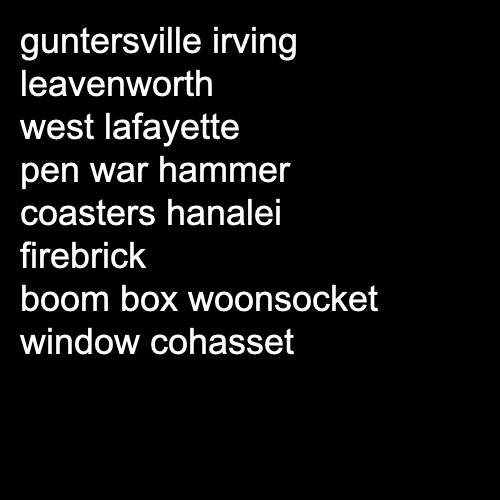 guntersville irving
leavenworth
west lafayette
pen war hammer
coasters hanalei
firebrick
boom box woonsocket
window cohasset